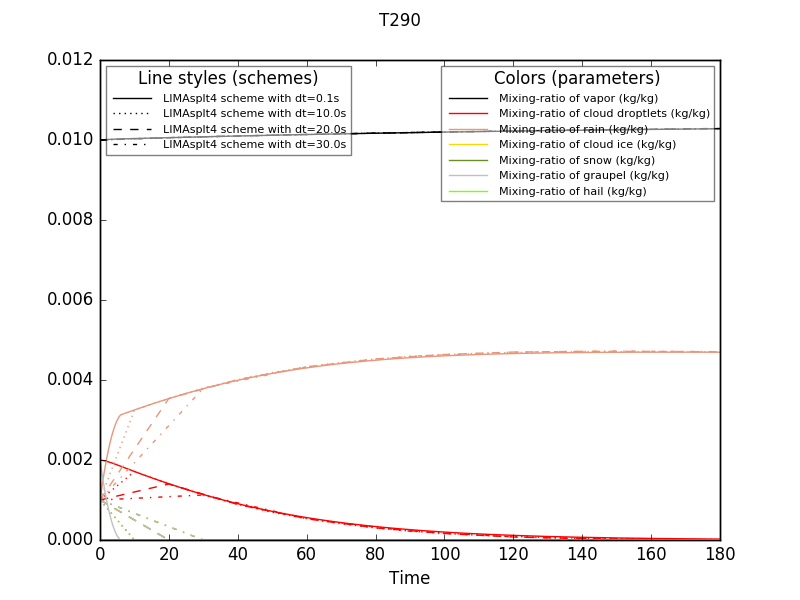 T290
0.012
0.010
0.008
0.006
0.004
0.002
0.000
Line styles (schemes)
LIMAsplt4 scheme with dt=0.1s
LIMAsplt4 scheme with dt=10.0s
LIMAsplt4 scheme with dt=20.0s
LIMAsplt4 scheme with dt=30.0s
Colors (parameters)
Mixing-ratio of vapor (kg/kg)
Mixing-ratio of cloud droptlets (kg/kg)
Mixing-ratio of rain (kg/kg)
Mixing-ratio of cloud ice (kg/kg)
Mixing-ratio of snow (kg/kg)
Mixing-ratio of graupel (kg/kg)
Mixing-ratio of hail (kg/kg)
0 20 40 60 80 100 120 140 160 180
Time